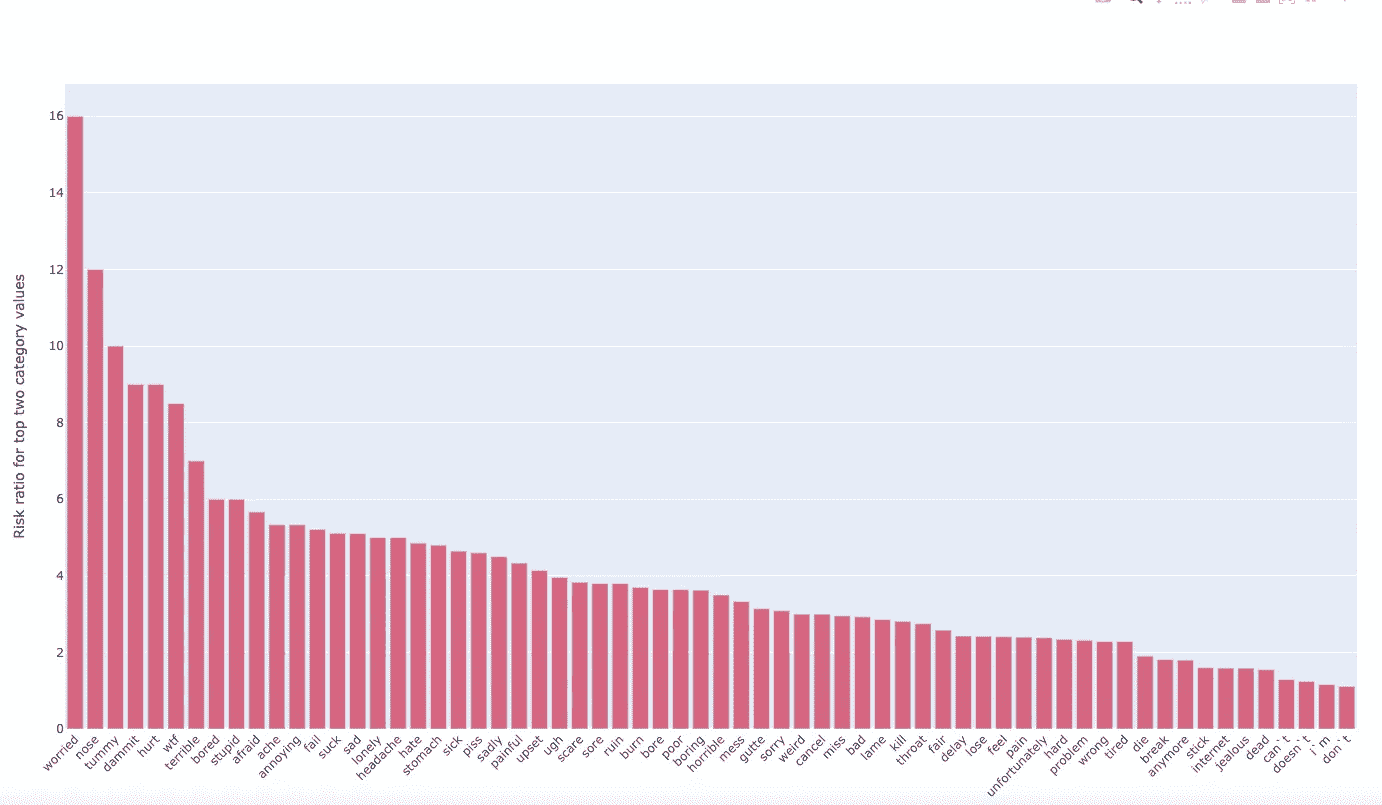 Risk ratio for top two category values
16
14
12
10
8
6
4
2
0
worried
nose
tummy
dammit
hurt
wtf
terrible
bored
stupid
afraid
ache
annoying
fail
suck
sad
lonely
headache
hate
stomach
sick
piss
sadly
painful
upset
ugh
scare
sore
ruin
burn
bore
poor
boring
horrible
mess
gutte
sorry
weird
cancel
miss
bad
lame
kill
throat
fair
delay
lose
feel
pain
unfortunately
hard
problem
wrong
tired
die
break
anymore
stick
internet
jealous
dead
can`t
doesn`t
i`m
don`t